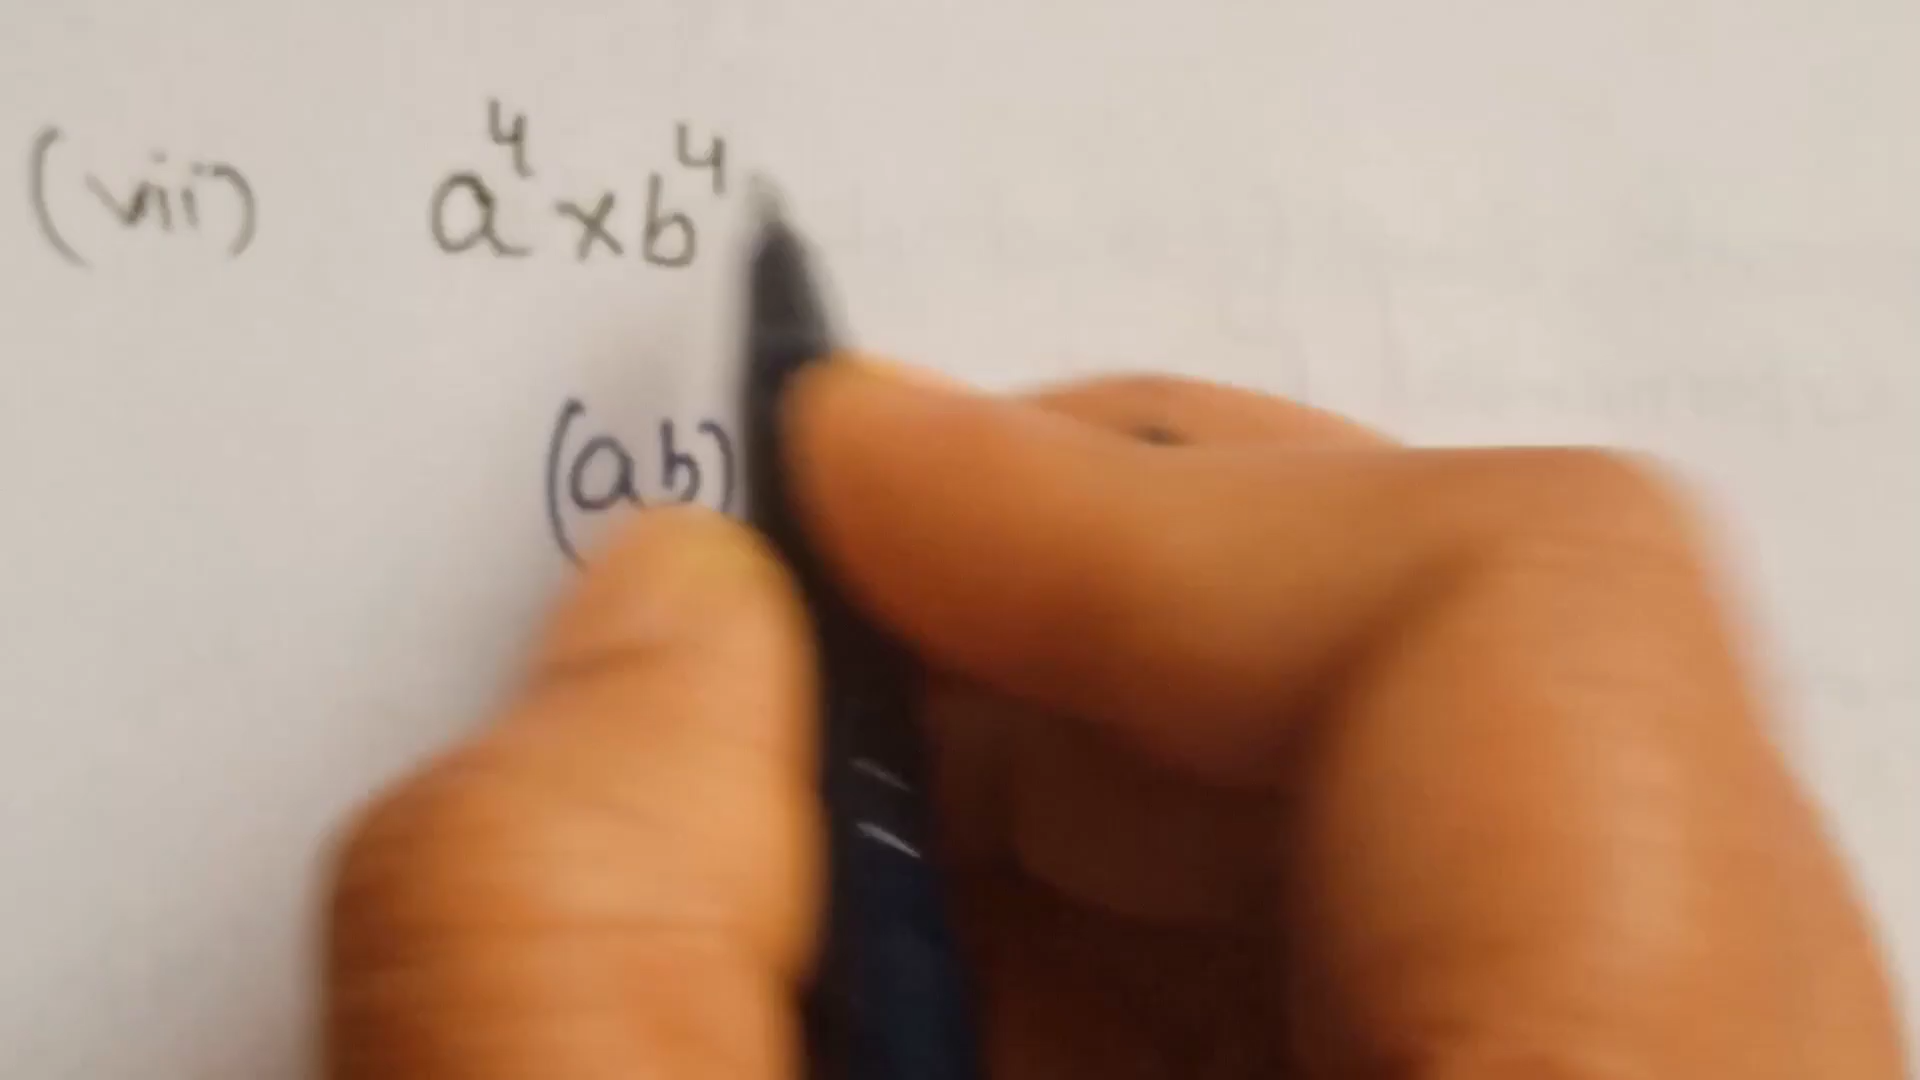 (vii) a⁴ × b⁴
(ab)